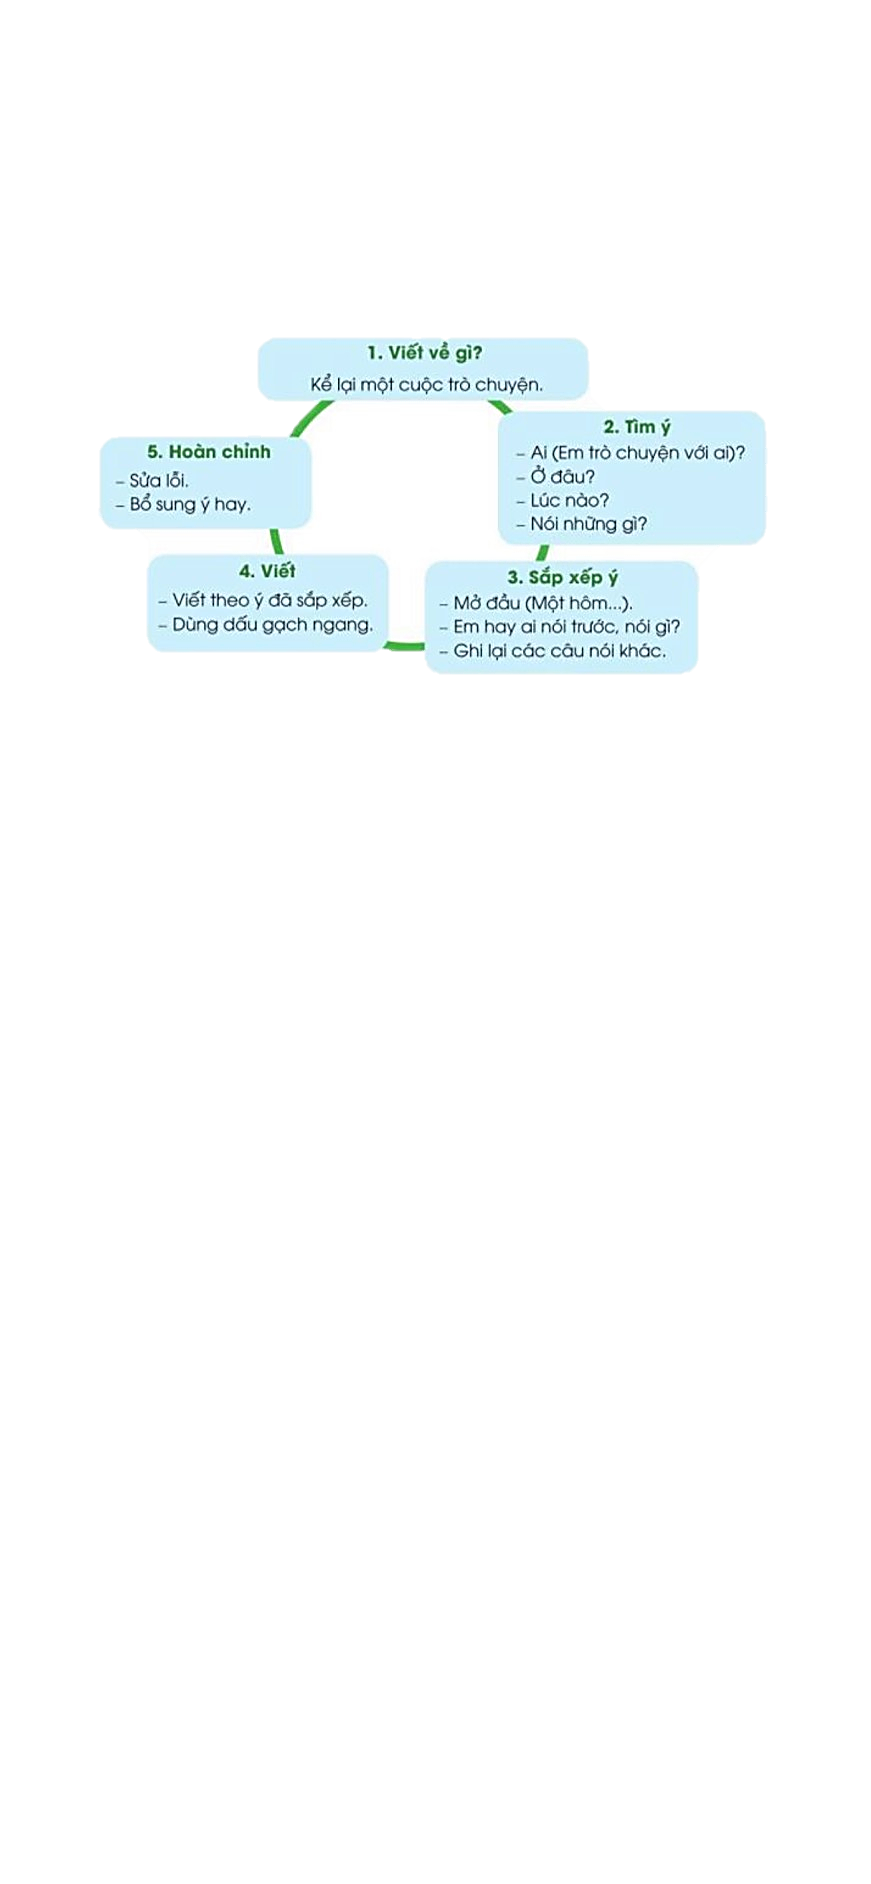 1. Viết về gì?
Kể lại một cuộc trò chuyện.
2. Tìm ý
– Ai (Em trò chuyện với ai)?
– Ở đâu?
– Lúc nào?
– Nói những gì?
3. Sắp xếp ý
– Mở đầu (Một hôm...).
– Em hay ai nói trước, nói gì?
– Ghi lại các câu nói khác.
4. Viết
– Viết theo ý đã sắp xếp.
– Dùng dấu gạch ngang.
5. Hoàn chỉnh
– Sửa lỗi.
– Bổ sung ý hay.